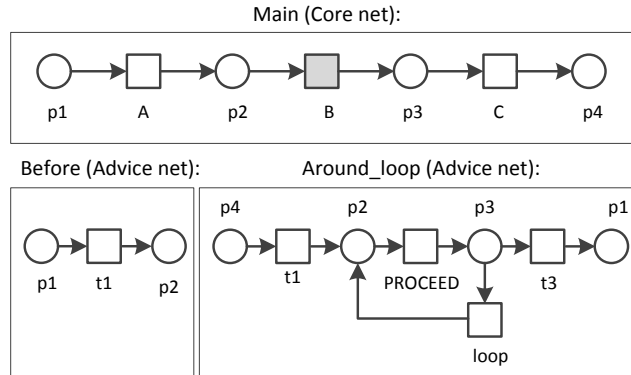 Main (Core net):
p1 A p2 B p3 C p4
Before (Advice net):
p1 t1 p2
Around_loop (Advice net):
p4 p2 p3 p1
t1 PROCEED t3
loop